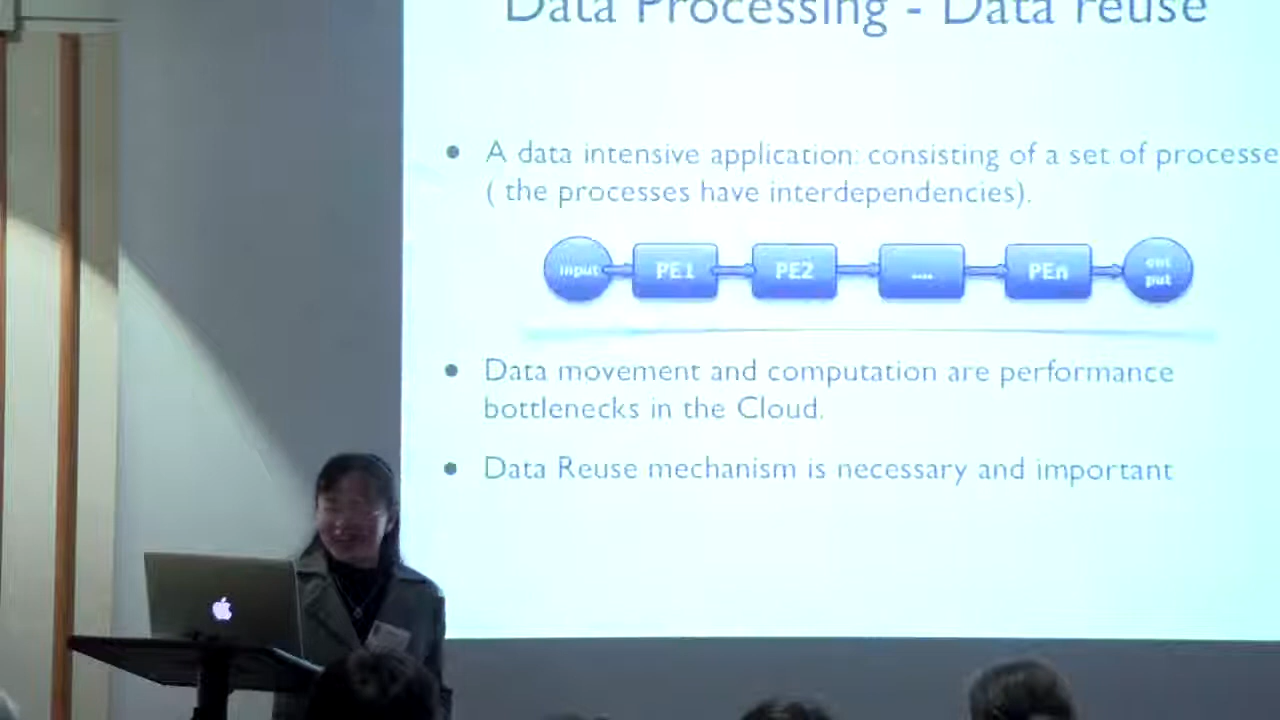 Data Processing - Data reuse
A data intensive application: consisting of a set of processe
( the processes have interdependencies).
input PE1 PE2 .... PEn out
put
Data movement and computation are performance
bottlenecks in the Cloud.
Data Reuse mechanism is necessary and important